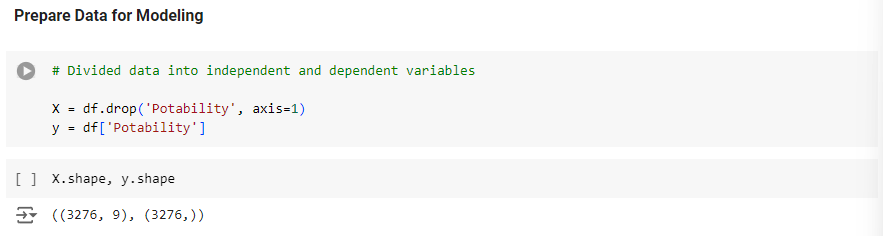 Prepare Data for Modeling
# Divided data into independent and dependent variables
X = df.drop('Potability', axis=1)
y = df['Potability']
[ ] X.shape, y.shape
((3276, 9), (3276,))